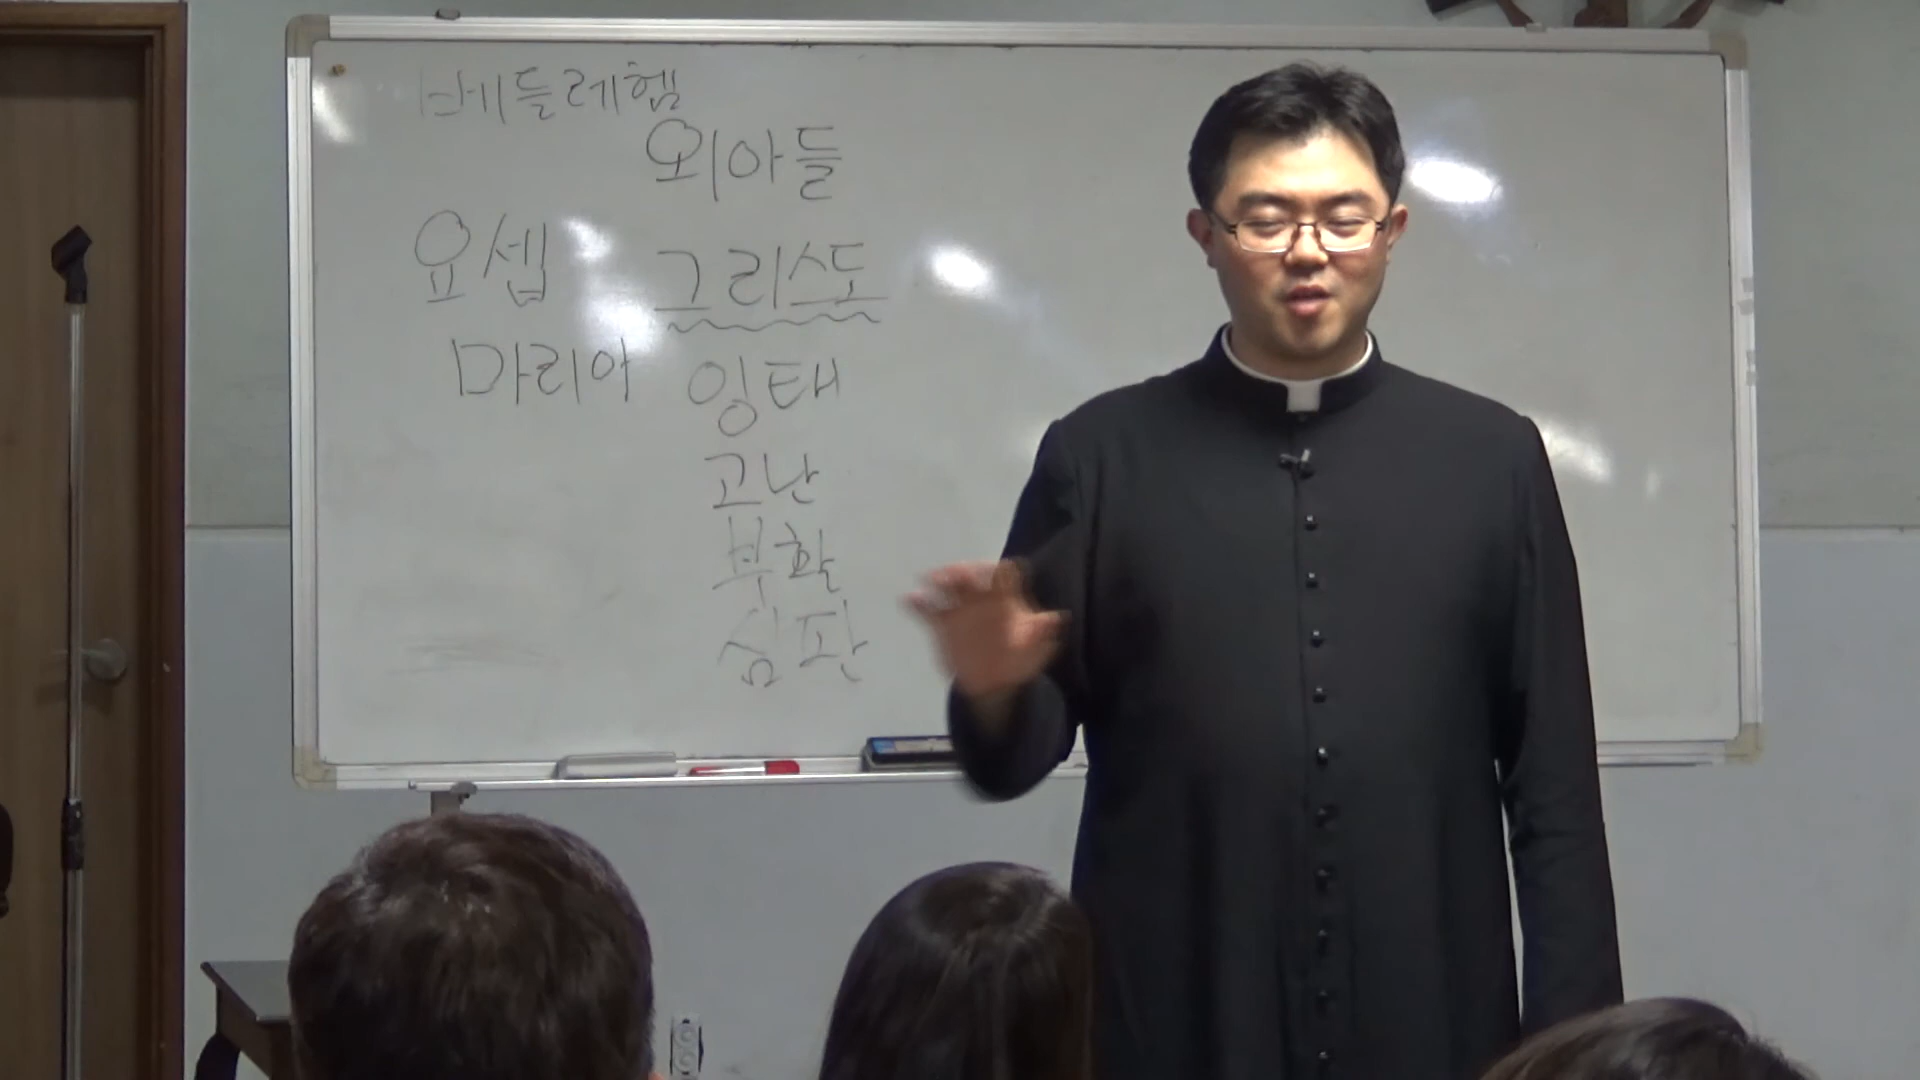 베들레헴
외아들
요셉 그리스도
마리아 잉태
고난
부활
심판